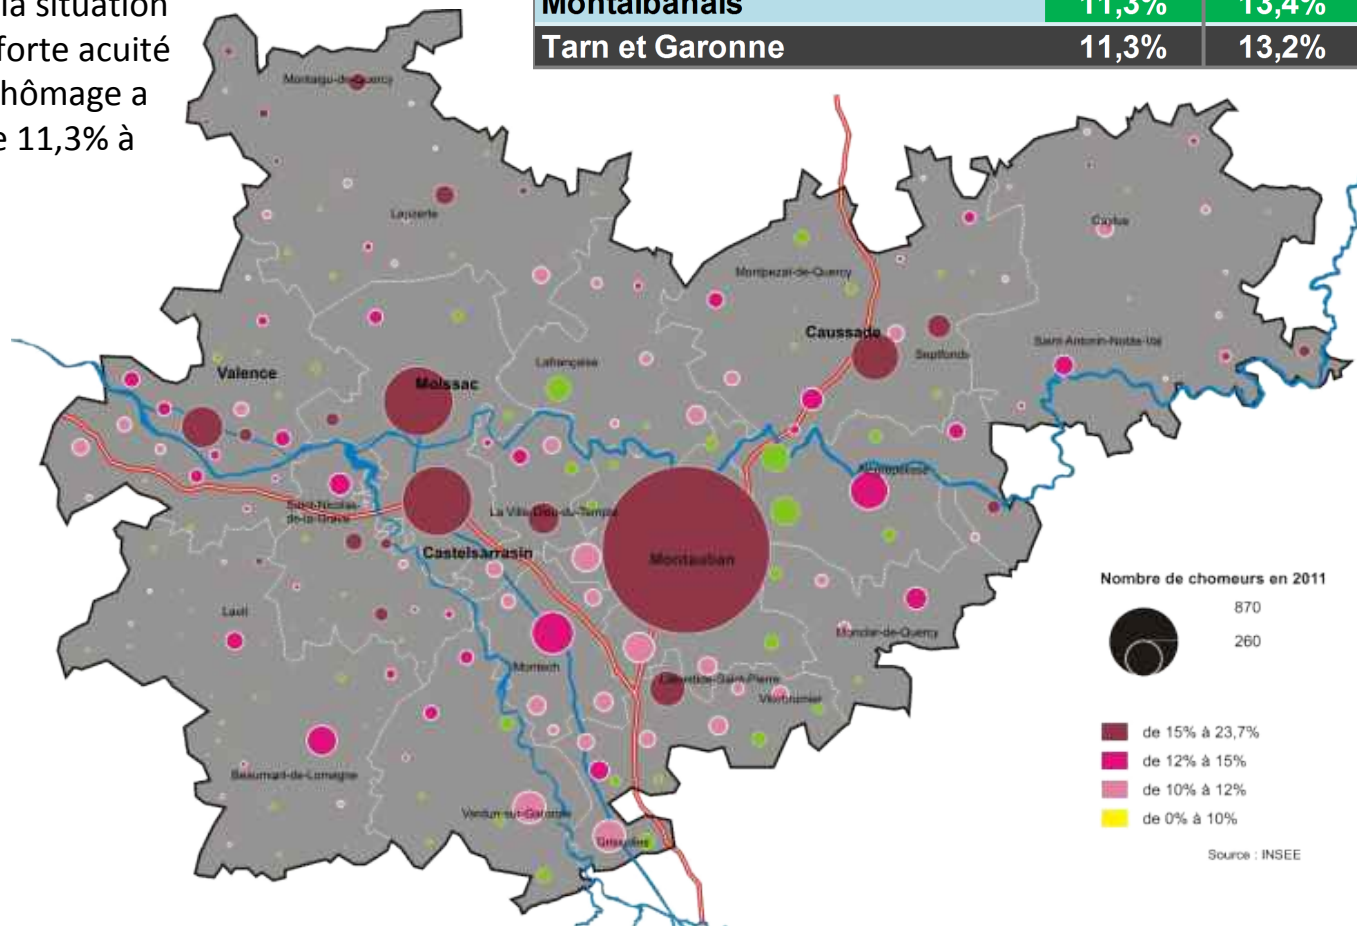 la situation
forte acuité
hômage a
e 11,3% à
Montalbanais 11,3% 13,4%
Tarn et Garonne 11,3% 13,2%
Montaigu-de-Quercy
Lauzerte
Caylus
Montpezat-de-Quercy
Caussade
Septfonds
Saint-Antonin-Noble-Val
Lafrançaise
Valence
Moissac
Nègrepelisse
Saint-Nicolas-
de-la-Grave
La Ville-Dieu-du-Temple
Castelsarrasin
Montauban
Lavit
Monclar-de-Quercy
Montech
Labastide-Saint-Pierre
Villebrumier
Beaumont-de-Lomagne
Verdun-sur-Garonne
Grisolles
Nombre de chomeurs en 2011
870
260
de 15% à 23,7%
de 12% à 15%
de 10% à 12%
de 0% à 10%
Source : INSEE